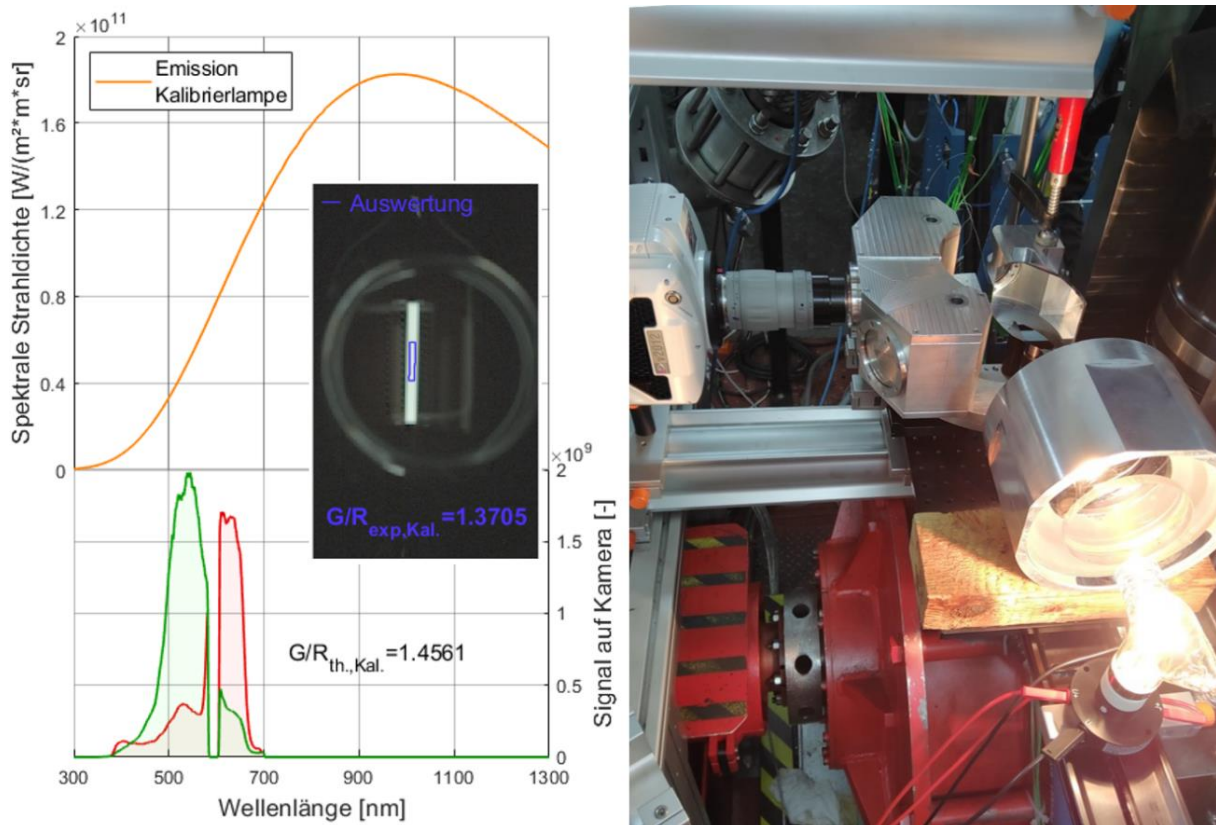 ×10¹¹
2
1.6
1.2
0.8
0.4
0
Spektrale Strahldichte [W/(m²*m*sr)
Emission
Kalibrierlampe
Auswertung
G/R exp,Kal. =1.3705
×10⁹
2
1.5
1
0.5
0
Signal auf Kamera [-]
G/R th.,Kal. =1.4561
300 500 700 900 1100 1300
Wellenlänge [nm]